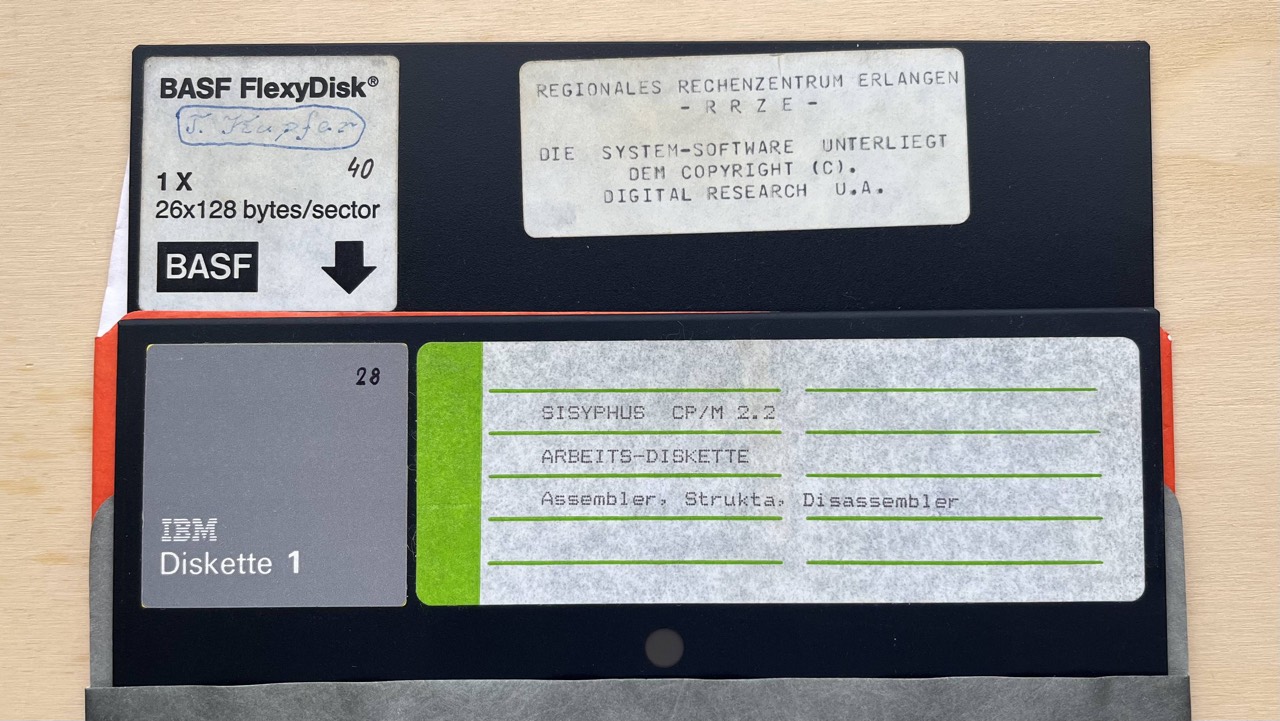 BASF FlexyDisk®
T. Kupfer
40
1 X
26x128 bytes/sector
BASF
REGIONALES RECHENZENTRUM ERLANGEN
- R R Z E -
DIE SYSTEM-SOFTWARE UNTERLIEGT
DEM COPYRIGHT (C).
DIGITAL RESEARCH U.A.
28
IBM
Diskette 1
SISYPHUS CP/M 2.2
ARBEITS-DISKETTE
Assembler, Strukta, Disassembler